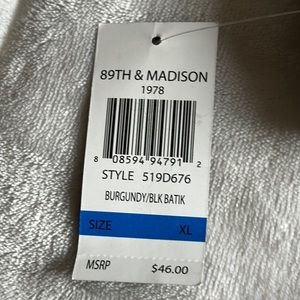 89TH & MADISON
1978
8 08594 94791 2
STYLE 519D676
BURGUNDY/BLK BATIK
SIZE XL
MSRP $46.00